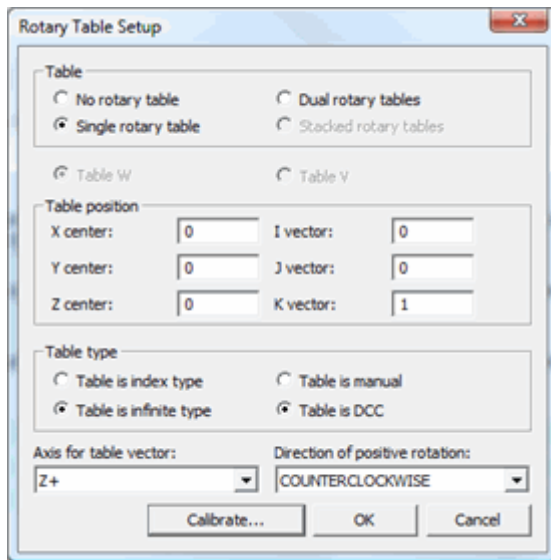 Rotary Table Setup
Table
No rotary table Dual rotary tables
Single rotary table Stacked rotary tables
Table W Table V
Table position
X center: 0 I vector: 0
Y center: 0 J vector: 0
Z center: 0 K vector: 1
Table type
Table is index type Table is manual
Table is infinite type Table is DCC
Axis for table vector: Direction of positive rotation:
Z+ COUNTERCLOCKWISE
Calibrate... OK Cancel